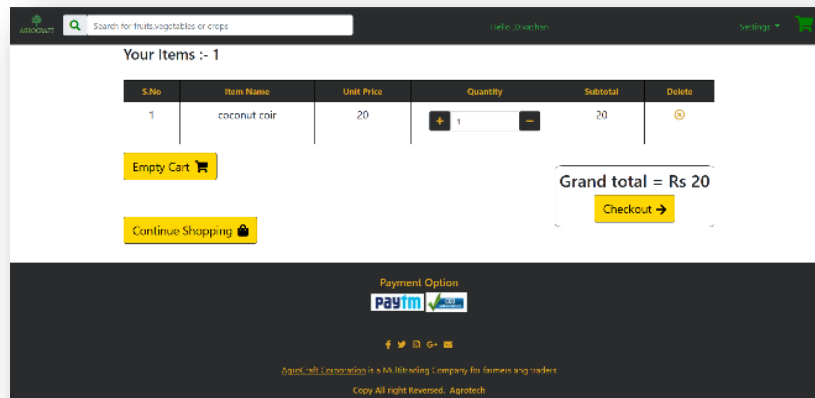 AGROCRAFT
Search for fruits,vegetables or crops
Hello ,Divachan
Settings
Your Items :- 1
S.No Item Name Unit Price Quantity Subtotal Delete
1 coconut coir 20 + 1 − 20
Empty Cart
Grand total = Rs 20
Checkout →
Continue Shopping
Payment Option
paytm
AgroCraft Corporation is a Multitrading Company for farmers ang traders
Copy All right Reversed. Agrotech